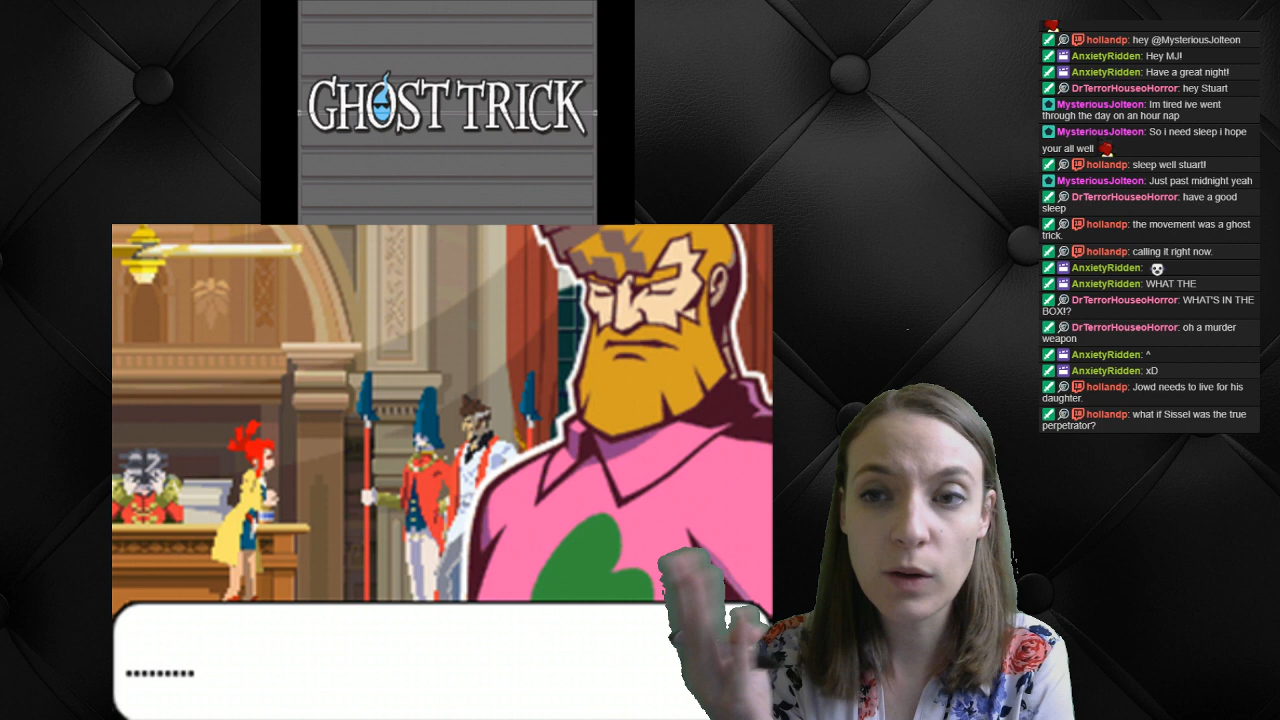 GHOST TRICK
.........
hollandp: hey @MysteriousJolteon
AnxietyRidden: Hey MJ!
AnxietyRidden: Have a great night!
DrTerrorHouseoHorror: hey Stuart
MysteriousJolteon: Im tired ive went
through the day on an hour nap
MysteriousJolteon: So i need sleep i hope
your all well
hollandp: sleep well stuart!
MysteriousJolteon: Just past midnight yeah
DrTerrorHouseoHorror: have a good
sleep
hollandp: the movement was a ghost
trick.
hollandp: calling it right now.
AnxietyRidden:
AnxietyRidden: WHAT THE
DrTerrorHouseoHorror: WHAT'S IN THE
BOX!?
DrTerrorHouseoHorror: oh a murder
weapon
AnxietyRidden: ^
AnxietyRidden: xD
hollandp: Jowd needs to live for his
daughter.
hollandp: what if Sissel was the true
perpetrator?